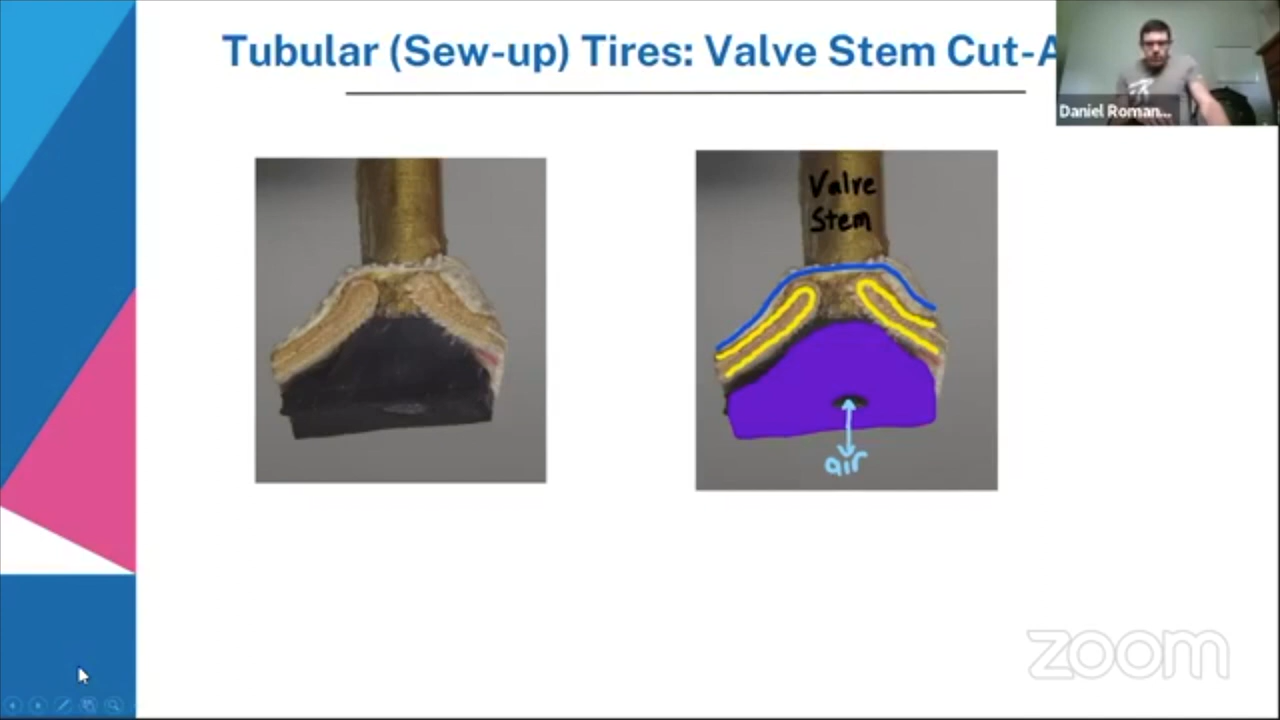 Tubular (Sew-up) Tires: Valve Stem Cut-A
Daniel Roman...
Valve
Stem
air
zoom